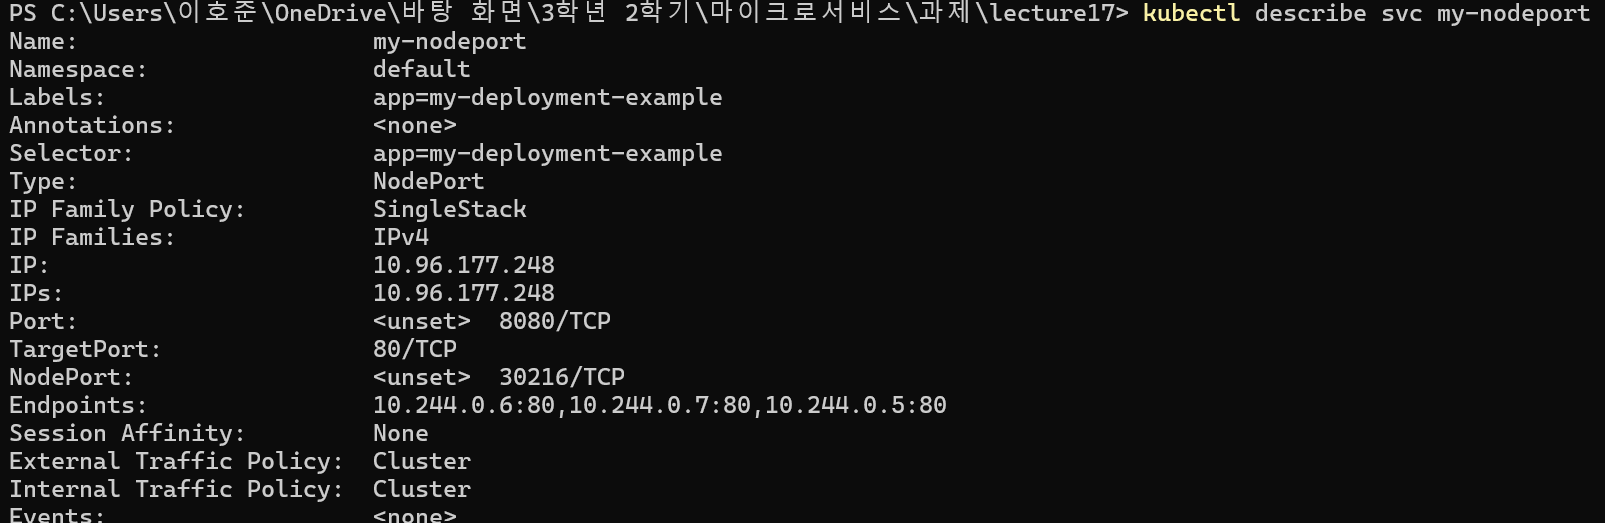 PS C:\Users\이호준\OneDrive\바탕 화면\3학년 2학기\마이크로서비스\과제\lecture17> kubectl describe svc my-nodeport
Name:                     my-nodeport
Namespace:                default
Labels:                   app=my-deployment-example
Annotations:              <none>
Selector:                 app=my-deployment-example
Type:                     NodePort
IP Family Policy:         SingleStack
IP Families:              IPv4
IP:                       10.96.177.248
IPs:                      10.96.177.248
Port:                     <unset>  8080/TCP
TargetPort:               80/TCP
NodePort:                 <unset>  30216/TCP
Endpoints:                10.244.0.6:80,10.244.0.7:80,10.244.0.5:80
Session Affinity:         None
External Traffic Policy:  Cluster
Internal Traffic Policy:  Cluster
Events:                   <none>